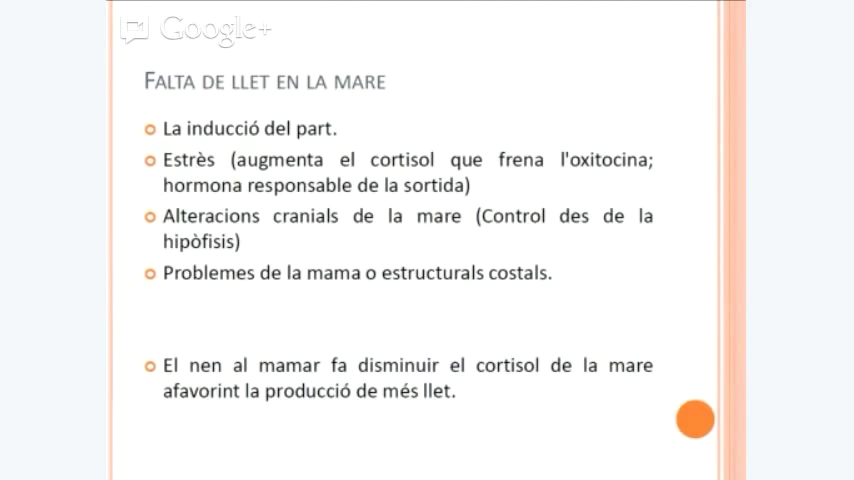 Google+
FALTA DE LLET EN LA MARE
La inducció del part.
Estrès (augmenta el cortisol que frena l'oxitocina;
hormona responsable de la sortida)
Alteracions cranials de la mare (Control des de la
hipòfisis)
Problemes de la mama o estructurals costals.
El nen al mamar fa disminuir el cortisol de la mare
afavorint la producció de més llet.